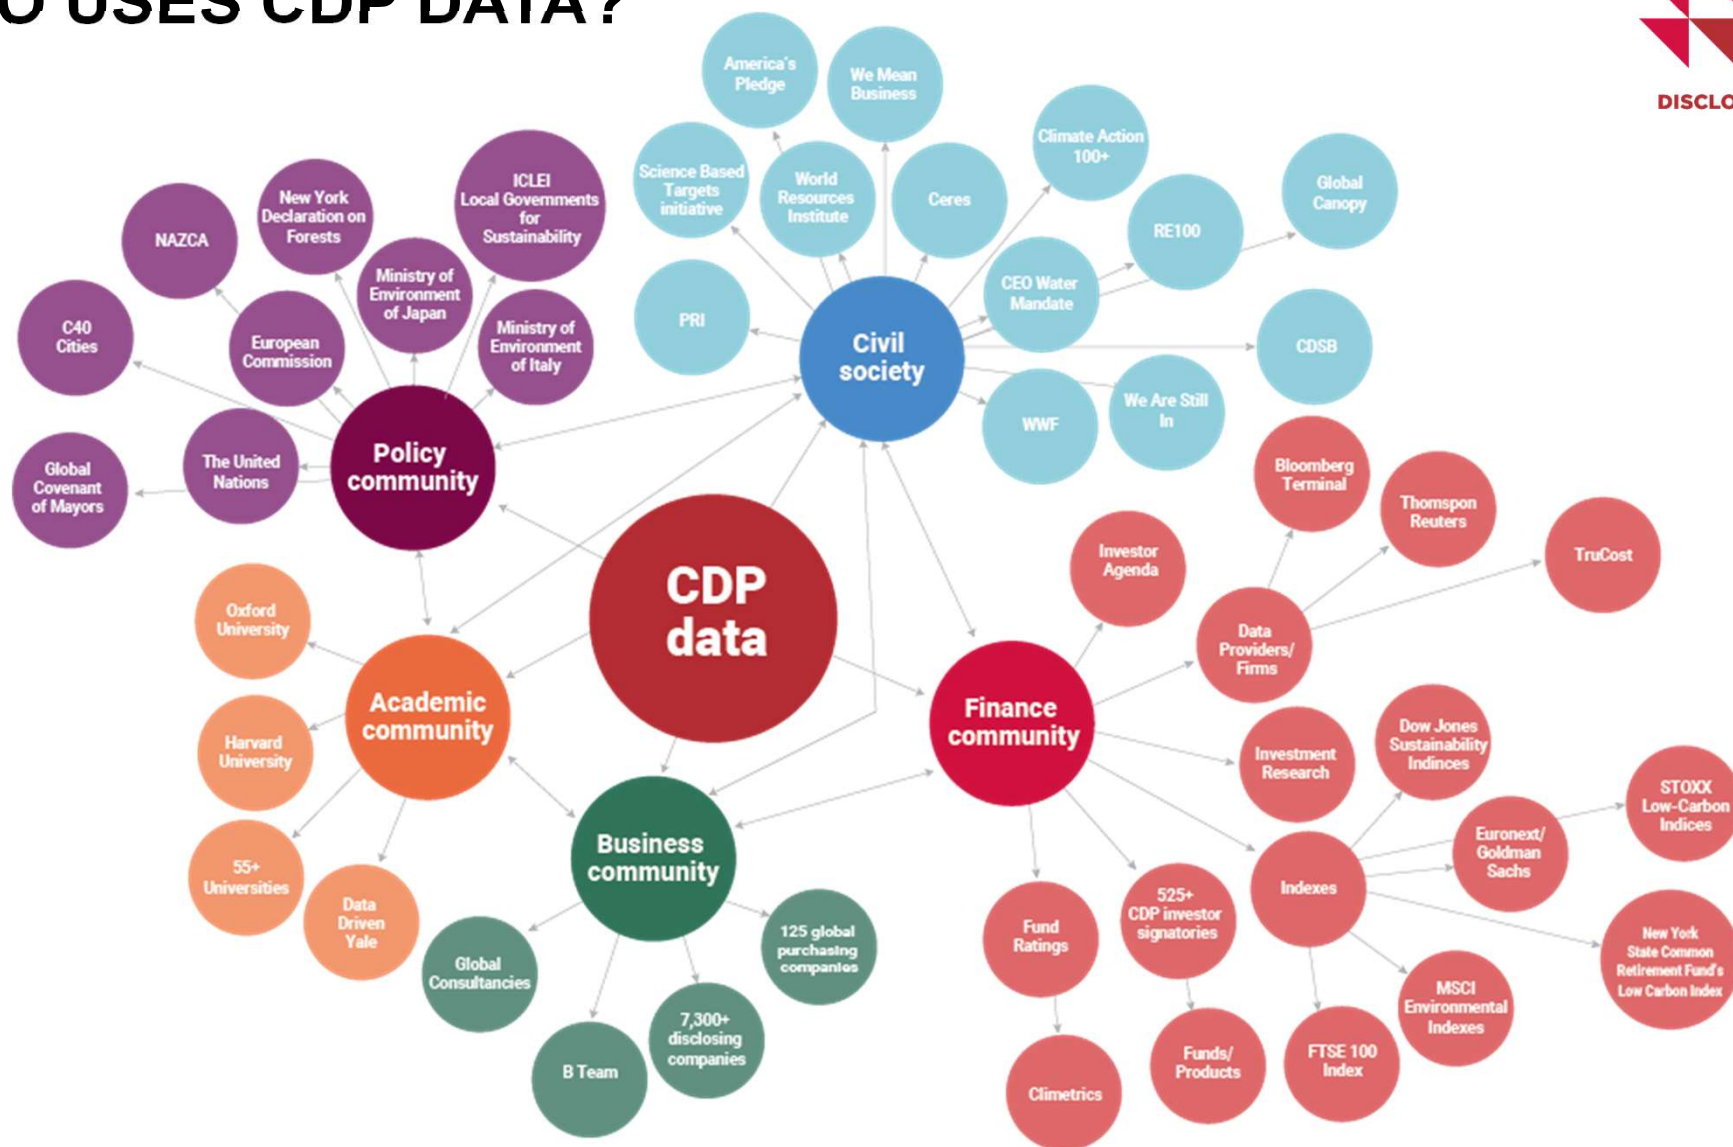 O USES CDP DATA?
DISCLO
America's
Pledge
We Mean
Business
Climate Action
100+
Global
Canopy
Science Based
Targets
initiative
World
Resources
Institute
Ceres
RE100
CEO Water
Mandate
PRI
Civil
society
CDSB
WWF
We Are Still
In
ICLEI
Local Governments
for
Sustainability
New York
Declaration on
Forests
NAZCA
Ministry of
Environment
of Japan
Ministry of
Environment
of Italy
C40
Cities
European
Commission
Policy
community
The United
Nations
Global
Covenant
of Mayors
CDP
data
Oxford
University
Harvard
University
Academic
community
55+
Universities
Data
Driven
Yale
Business
community
Global
Consultancies
B Team
7,300+
disclosing
companies
125 global
purchasing
companies
Finance
community
Investor
Agenda
Data
Providers/
Firms
Bloomberg
Terminal
Thomspon
Reuters
TruCost
Investment
Research
Dow Jones
Sustainability
Indinces
STOXX
Low-Carbon
Indices
Euronext/
Goldman
Sachs
Indexes
New York
State Common
Retirement Fund's
Low Carbon Index
MSCI
Environmental
Indexes
FTSE 100
Index
525+
CDP investor
signatories
Funds/
Products
Fund
Ratings
Climetrics